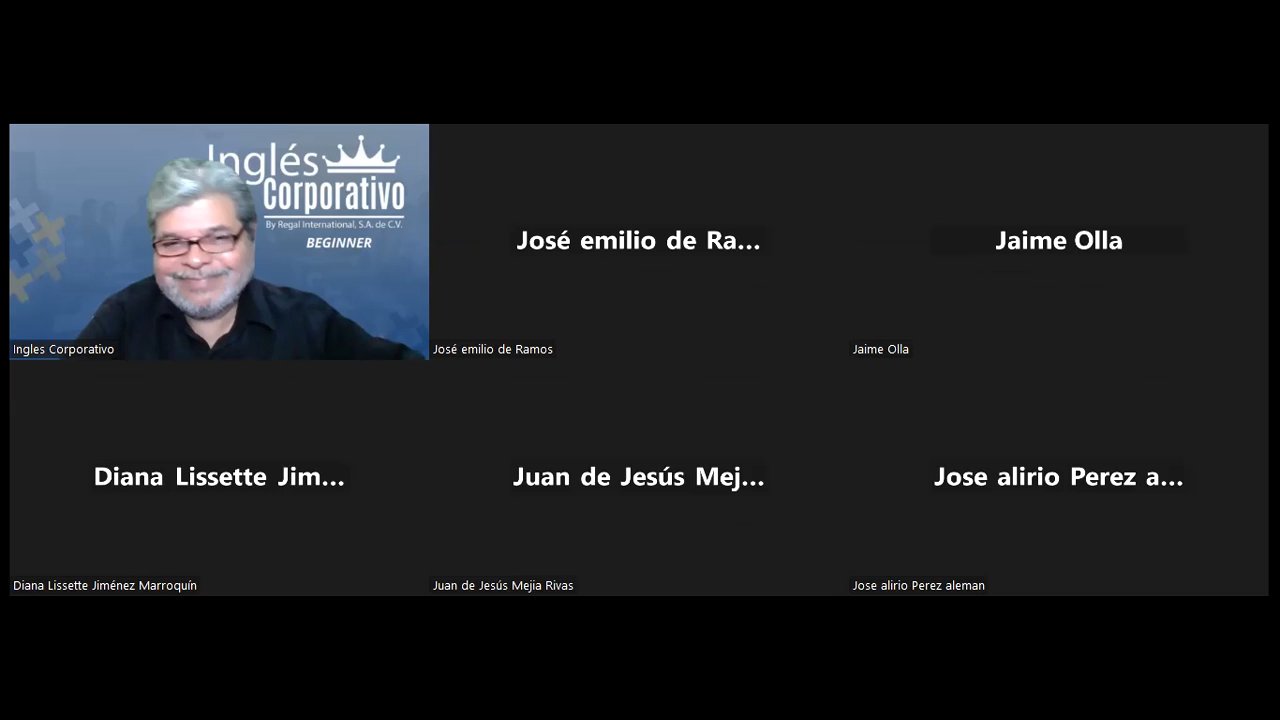 Inglés
Corporativo
By Regal International, S.A. de C.V.
BEGINNER
Ingles Corporativo
José emilio de Ra...
José emilio de Ramos
Jaime Olla
Jaime Olla
Diana Lissette Jim...
Diana Lissette Jiménez Marroquín
Juan de Jesús Mej...
Juan de Jesús Mejia Rivas
Jose alirio Perez a...
Jose alirio Perez aleman